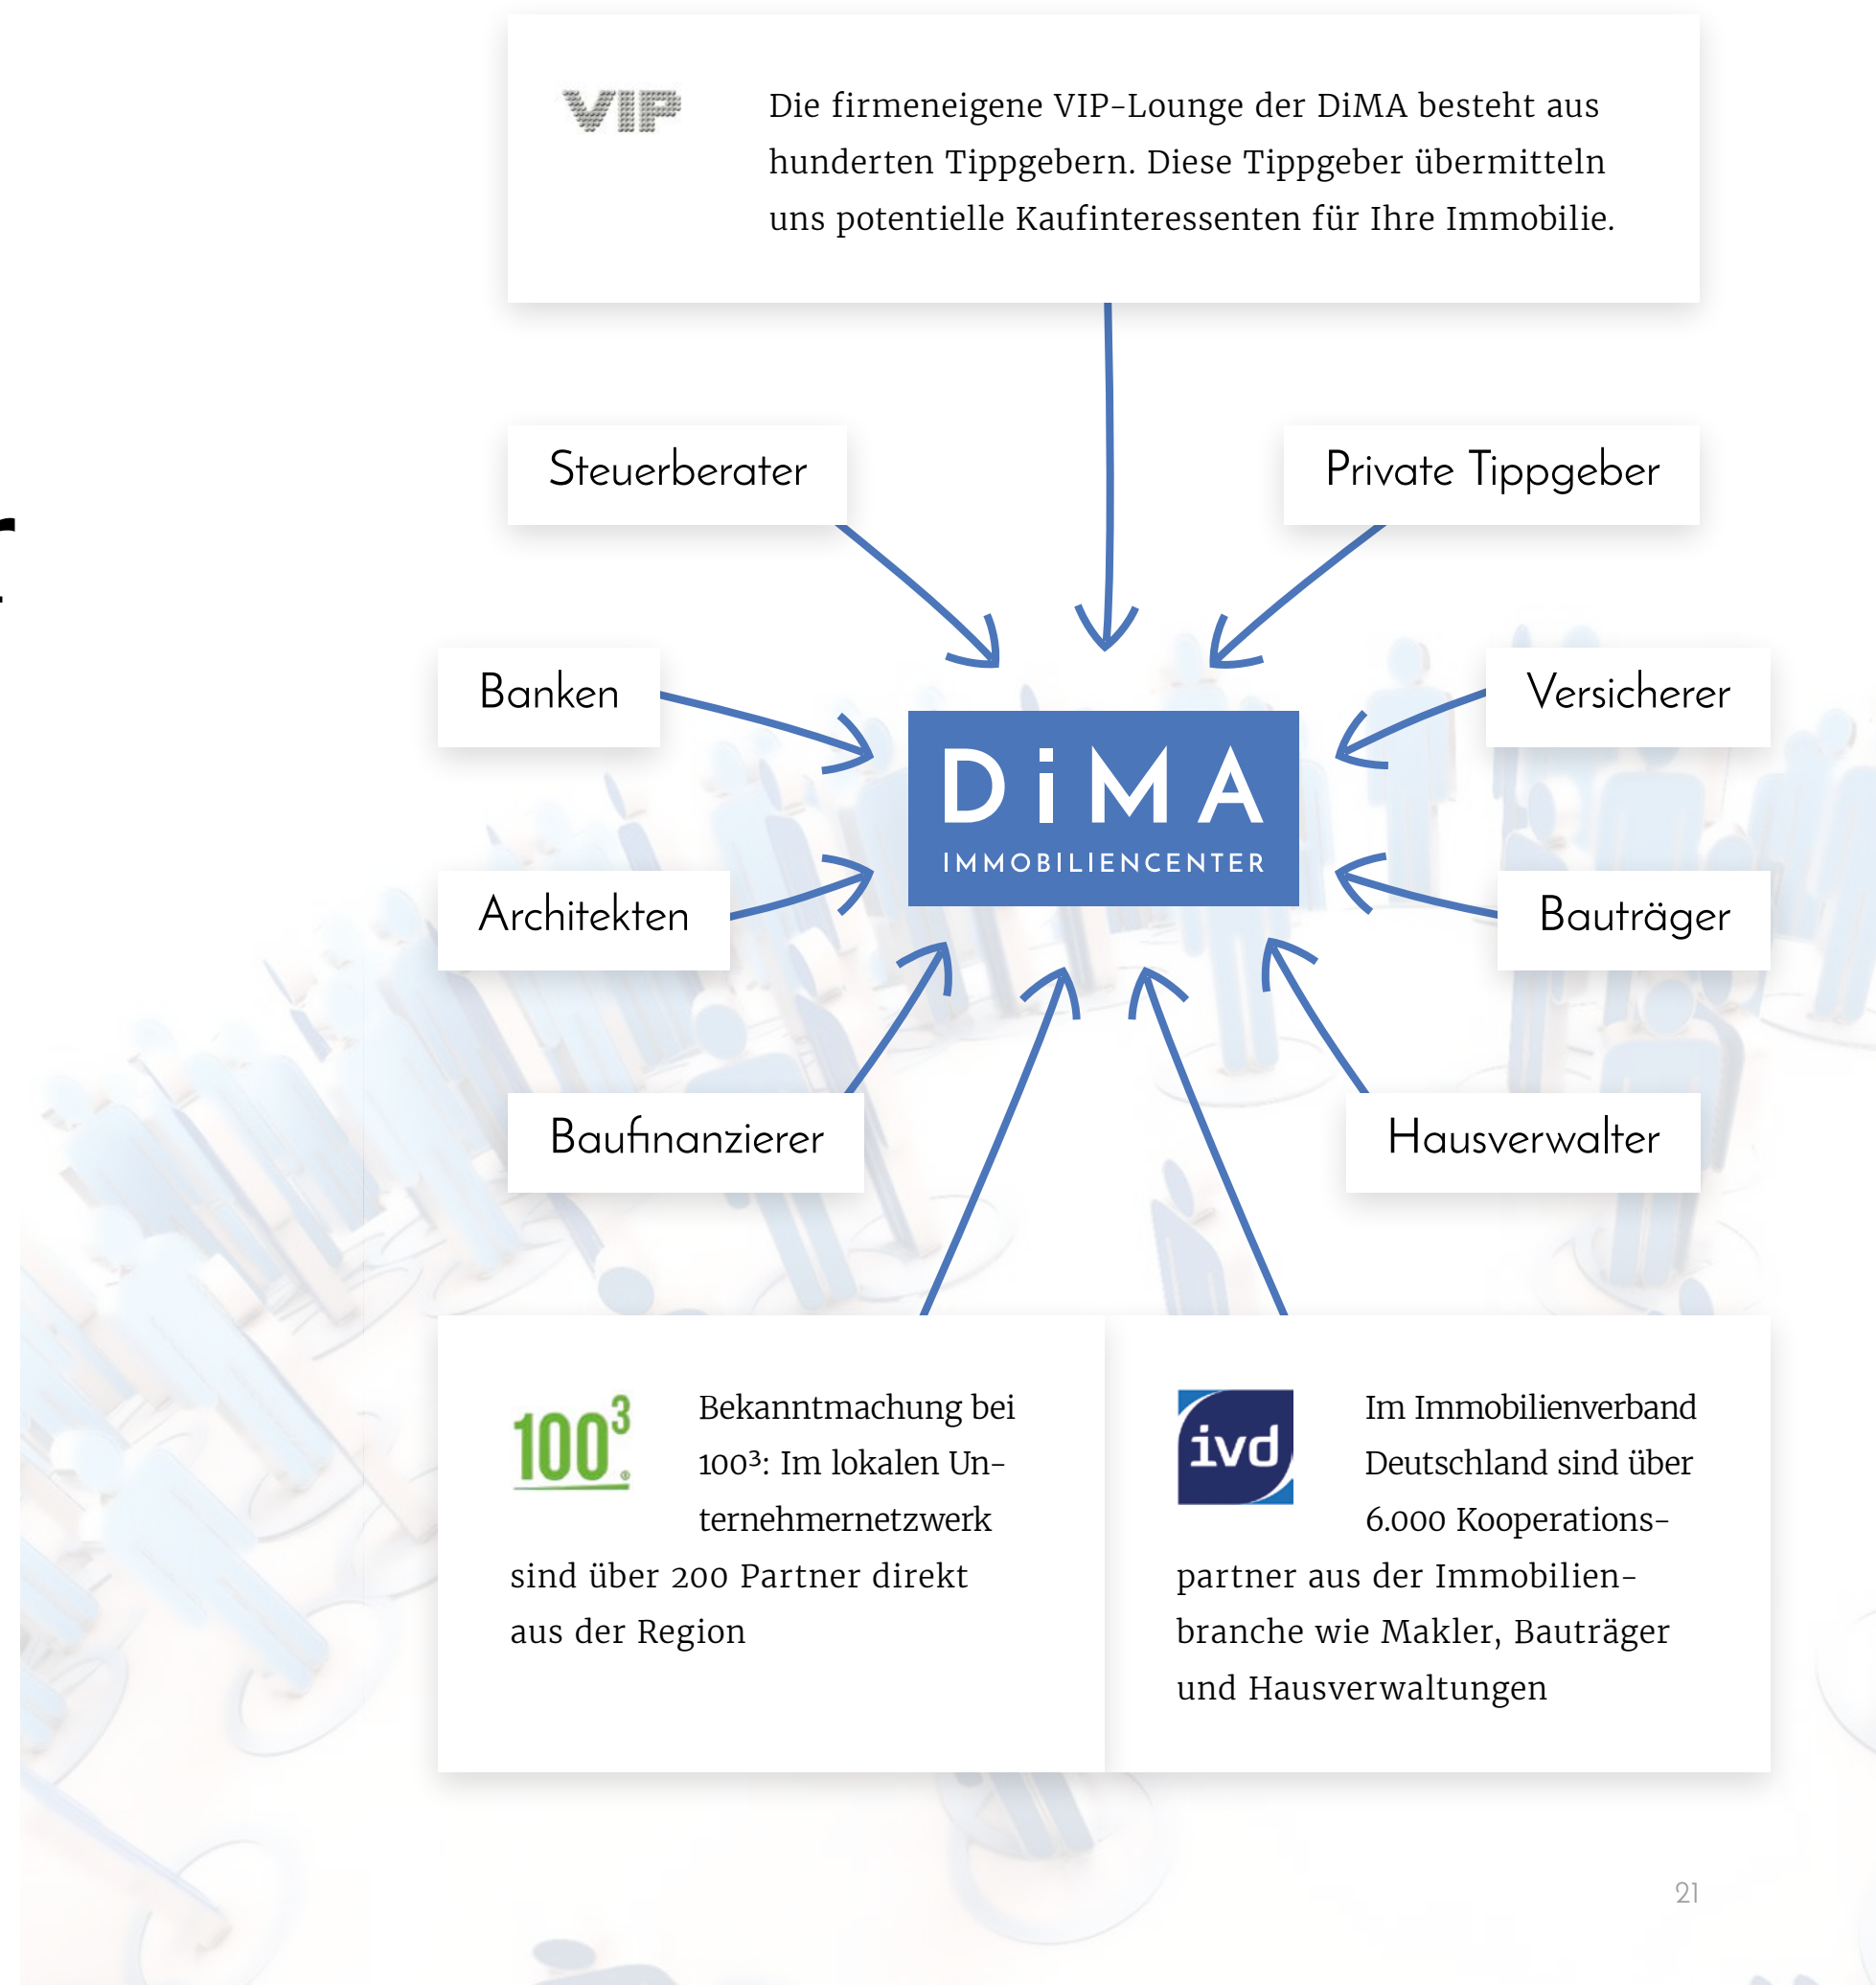 VIP
Die firmeneigene VIP-Lounge der DiMA besteht aus
hunderten Tippgebern. Diese Tippgeber übermitteln
uns potentielle Kaufinteressenten für Ihre Immobilie.
Steuerberater
Private Tippgeber
Banken
Versicherer
DiMA
IMMOBILIENCENTER
Architekten
Bauträger
Baufinanzierer
Hausverwalter
100³®
Bekanntmachung bei
100³: Im lokalen Un-
ternehmernetzwerk
sind über 200 Partner direkt
aus der Region
ivd
Im Immobilienverband
Deutschland sind über
6.000 Kooperations-
partner aus der Immobilien-
branche wie Makler, Bauträger
und Hausverwaltungen
21